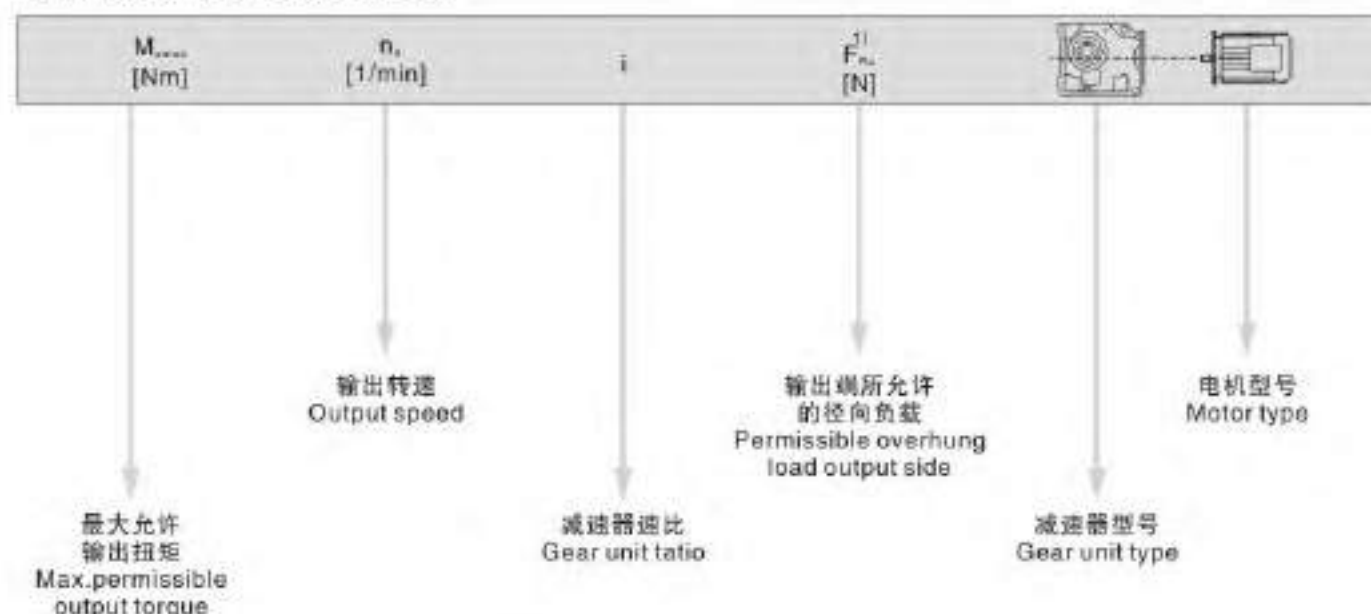 [Nm]
[1/min]
i
[N]
输出转速
Output speed
输出端所允许
的径向负载
Permissible overhung
load output side
电机型号
Motor type
最大允许
输出扭矩
Max.permissible
output torque
减速器速比
Gear unit tatio
减速器型号
Gear unit type